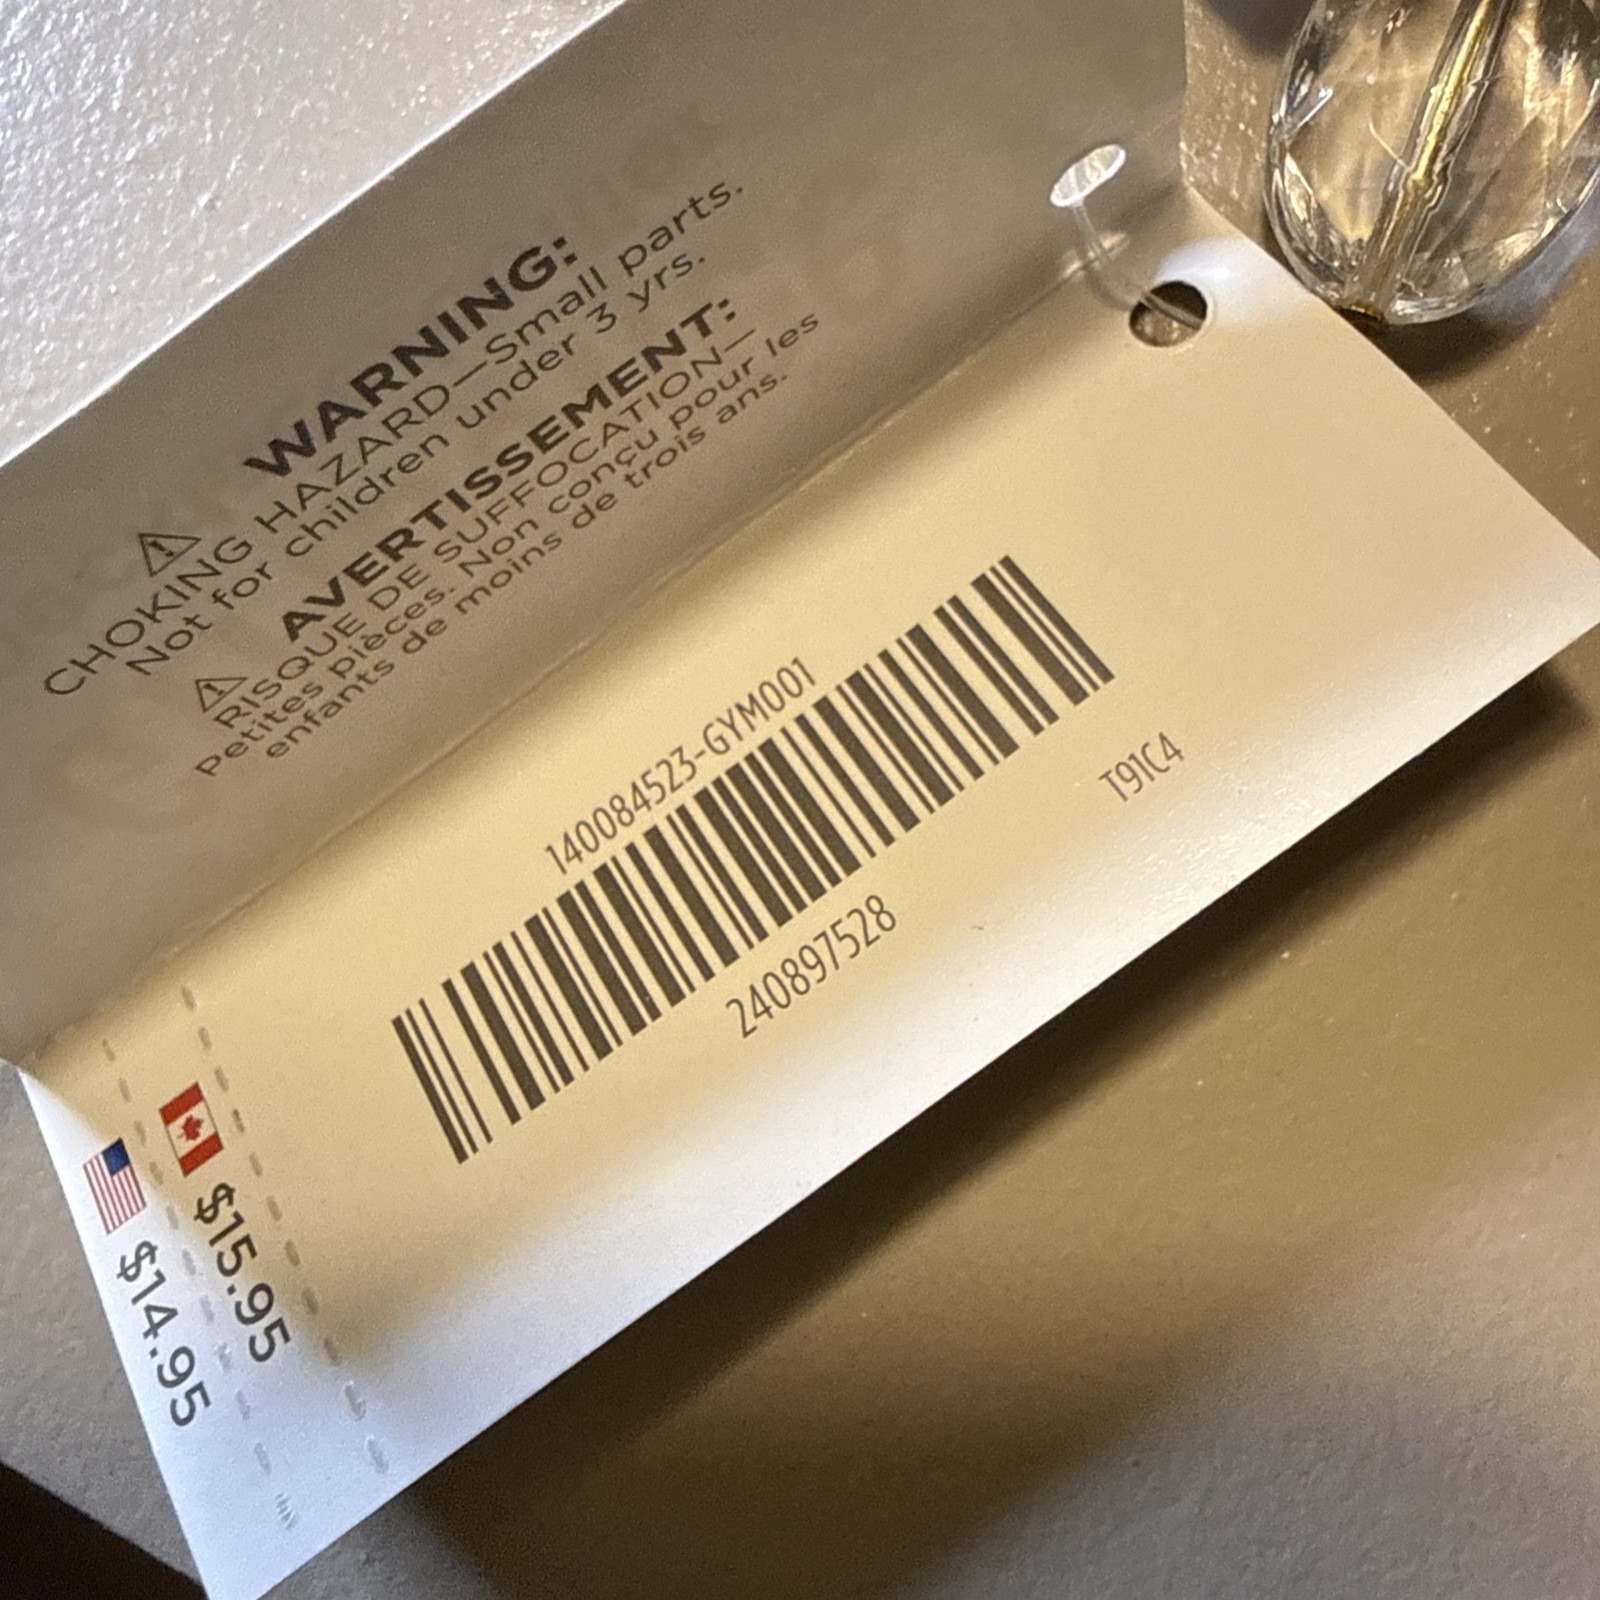 WARNING:
CHOKING HAZARD—Small parts.
Not for children under 3 yrs.
AVERTISSEMENT:
RISQUE DE SUFFOCATION—
Petites pièces. Non conçu pour les
enfants de moins de trois ans.
140084523-GYM001
240897528
T91C4
$15.95
$14.95